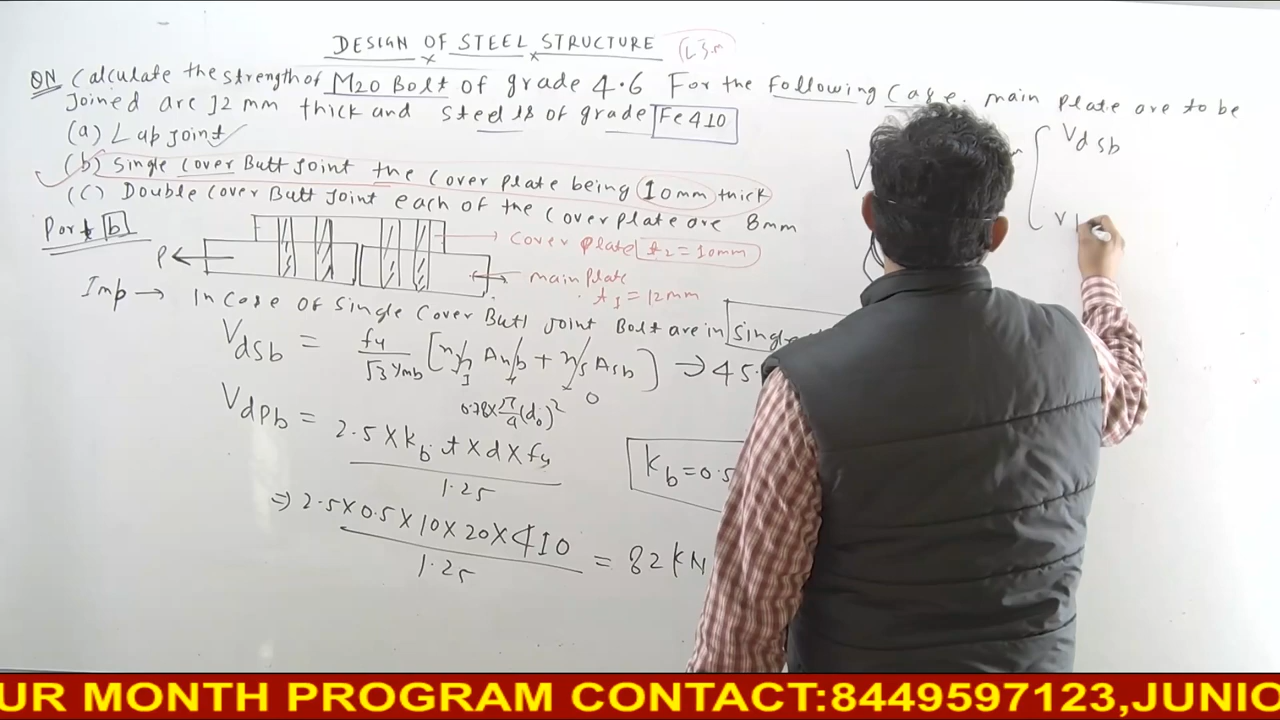 DESIGN OF STEEL STRUCTURE
QN Calculate the strength of M20 Bolt of grade 4.6 For the following Case. main plate are to be
joined are 12 mm thick and steel is of grade Fe 410
(a) Lap joint
(b) Single cover Butt joint the cover plate being 10mm thick
(C) Double cover Butt joint each of the cover plate are 8mm
Part b
P
cover plate t2 = 10mm
main plate
t1 = 12mm
Imp → In case of single cover Butt joint Bolt are in single
Vdsb = fu / √3 γmb [nn Anb + ns Asb] ⇒ 45.
1
0
0.78 × π/4 (d0)²
Vdpb = 2.5 × kb t × d × fu / 1.25
kb = 0.5
⇒ 2.5 × 0.5 × 10 × 20 × 410 / 1.25 = 82 kN
V
Vdsb
OUR MONTH PROGRAM CONTACT:8449597123,JUNIO